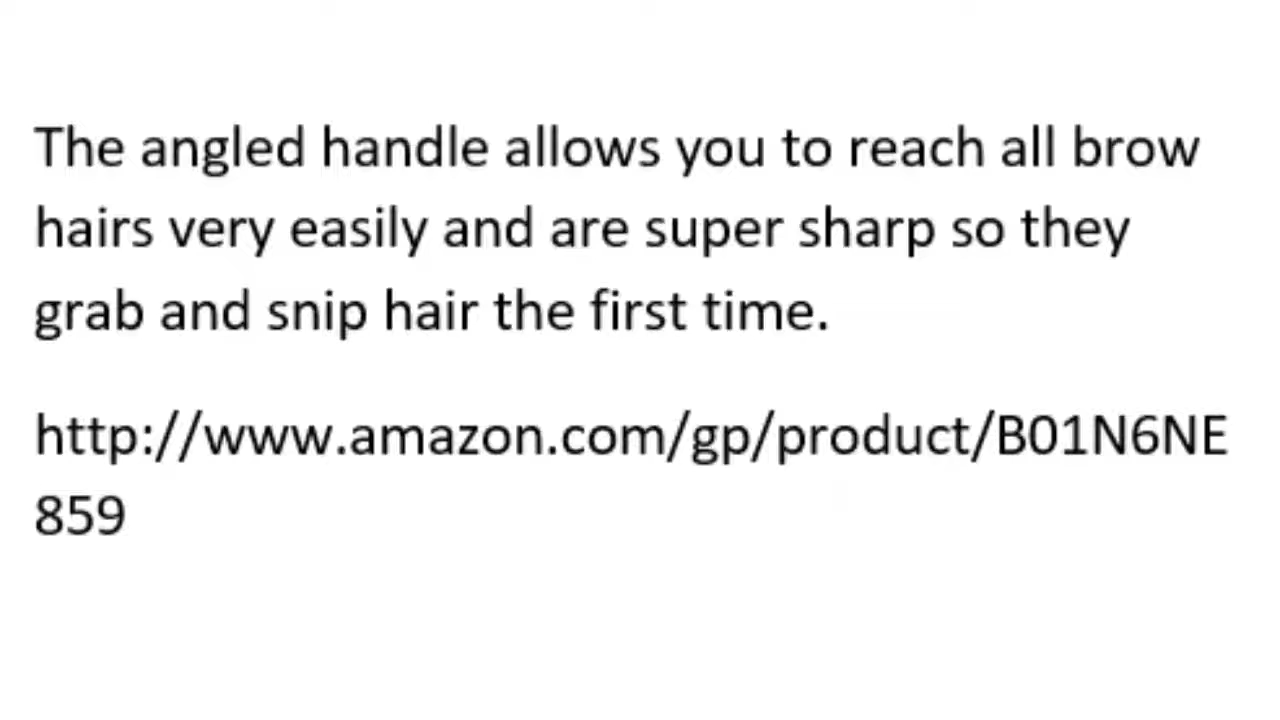 The angled handle allows you to reach all brow
hairs very easily and are super sharp so they
grab and snip hair the first time.
http://www.amazon.com/gp/product/B01N6NE
859